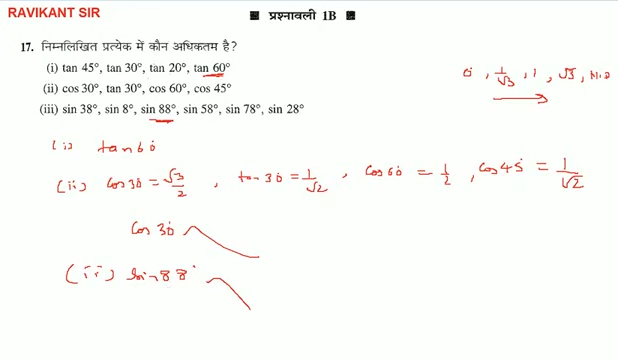 RAVIKANT SIR
प्रश्नावली 1B
17. निम्नलिखित प्रत्येक में कौन अधिकतम है?
(i) tan 45°, tan 30°, tan 20°, tan 60°
(ii) cos 30°, tan 30°, cos 60°, cos 45°
(iii) sin 38°, sin 8°, sin 88°, sin 58°, sin 78°, sin 28°
0, 1/√3, 1, √3, N.D
(i) tan 60
(ii) cos 30 = √3/2, tan 30 = 1/√2, cos 60 = 1/2, cos 45 = 1/√2
cos 30
(iii) sin 88°